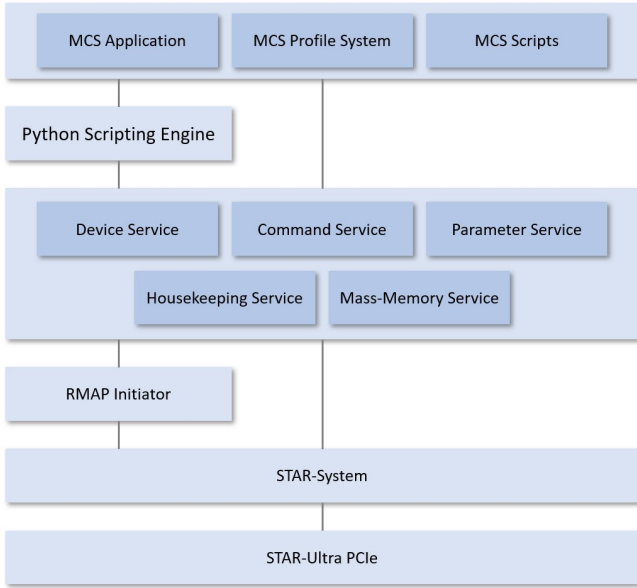 MCS Application
MCS Profile System
MCS Scripts
Python Scripting Engine
Device Service
Command Service
Parameter Service
Housekeeping Service
Mass-Memory Service
RMAP Initiator
STAR-System
STAR-Ultra PCIe